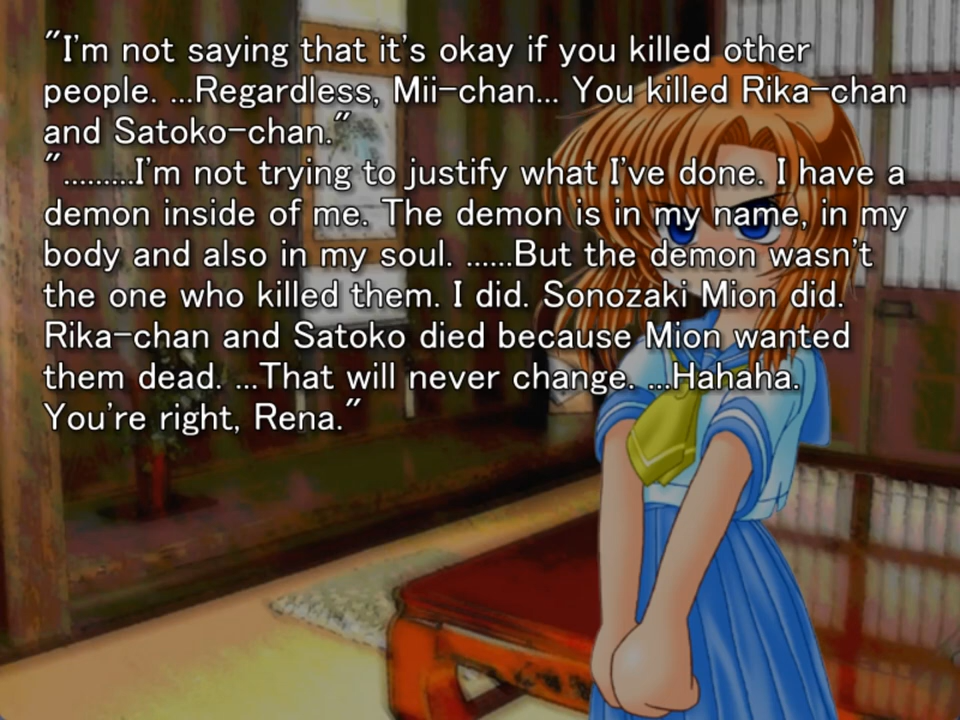 "I'm not saying that it's okay if you killed other
people. ...Regardless, Mii-chan... You killed Rika-chan
and Satoko-chan."
".........I'm not trying to justify what I've done. I have a
demon inside of me. The demon is in my name, in my
body and also in my soul. ......But the demon wasn't
the one who killed them. I did. Sonozaki Mion did.
Rika-chan and Satoko died because Mion wanted
them dead. ...That will never change. ...Hahaha.
You're right, Rena."